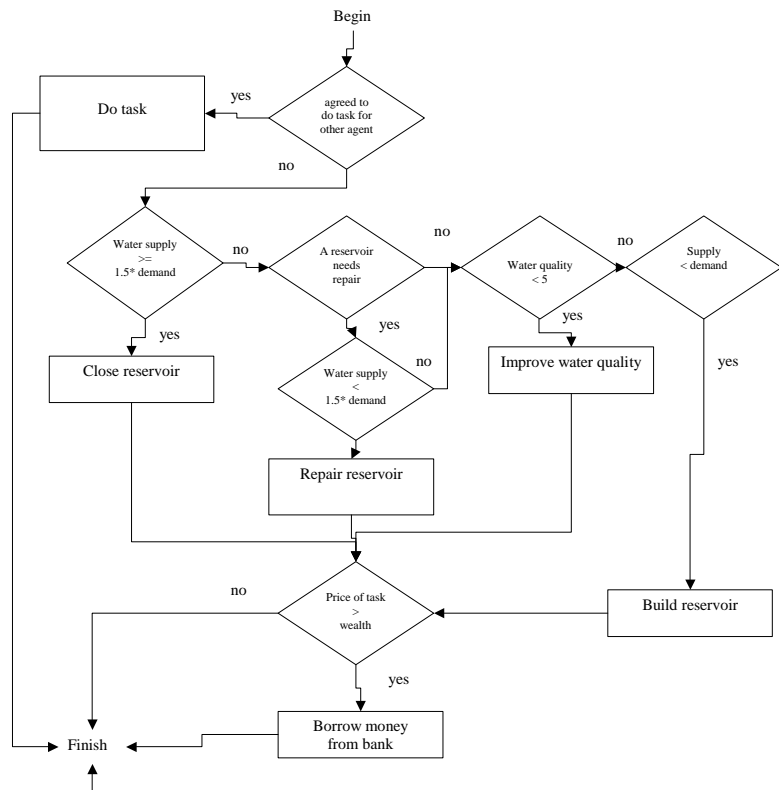 Begin
Do task
yes
agreed to
do task for
other agent
no
Water supply
>=
1.5* demand
no
A reservoir
needs
repair
no
Water quality
< 5
no
Supply
< demand
yes
Close reservoir
yes
Water supply
<
1.5* demand
no
yes
Improve water quality
yes
Repair reservoir
no
Price of task
>
wealth
Build reservoir
yes
Borrow money
from bank
Finish